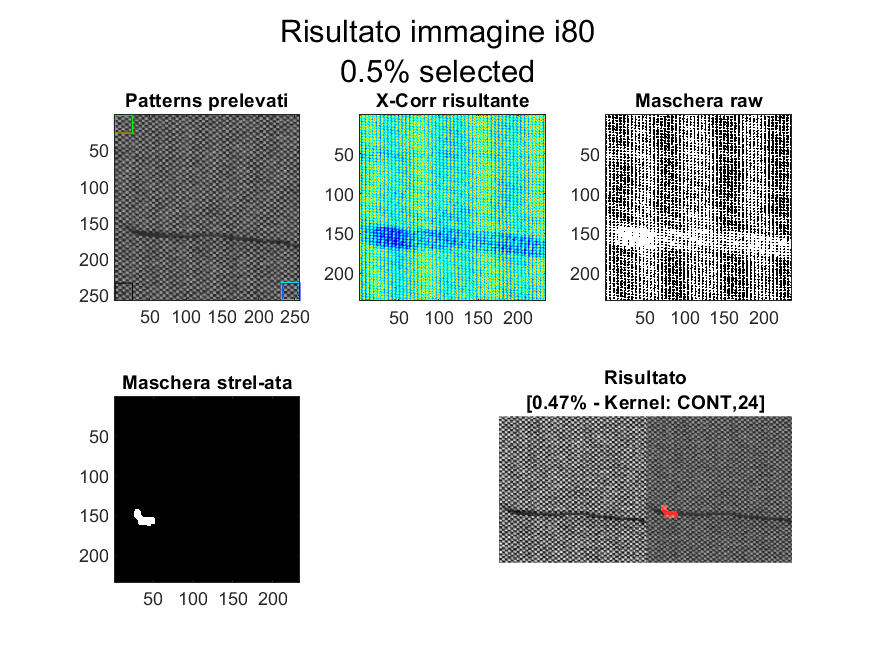 Risultato immagine i80
0.5% selected
Patterns prelevati
50
100
150
200
250
50 100 150 200 250
X-Corr risultante
50
100
150
200
50 100 150 200
Maschera raw
50
100
150
200
50 100 150 200
Maschera strel-ata
50
100
150
200
50 100 150 200
Risultato
[0.47% - Kernel: CONT,24]